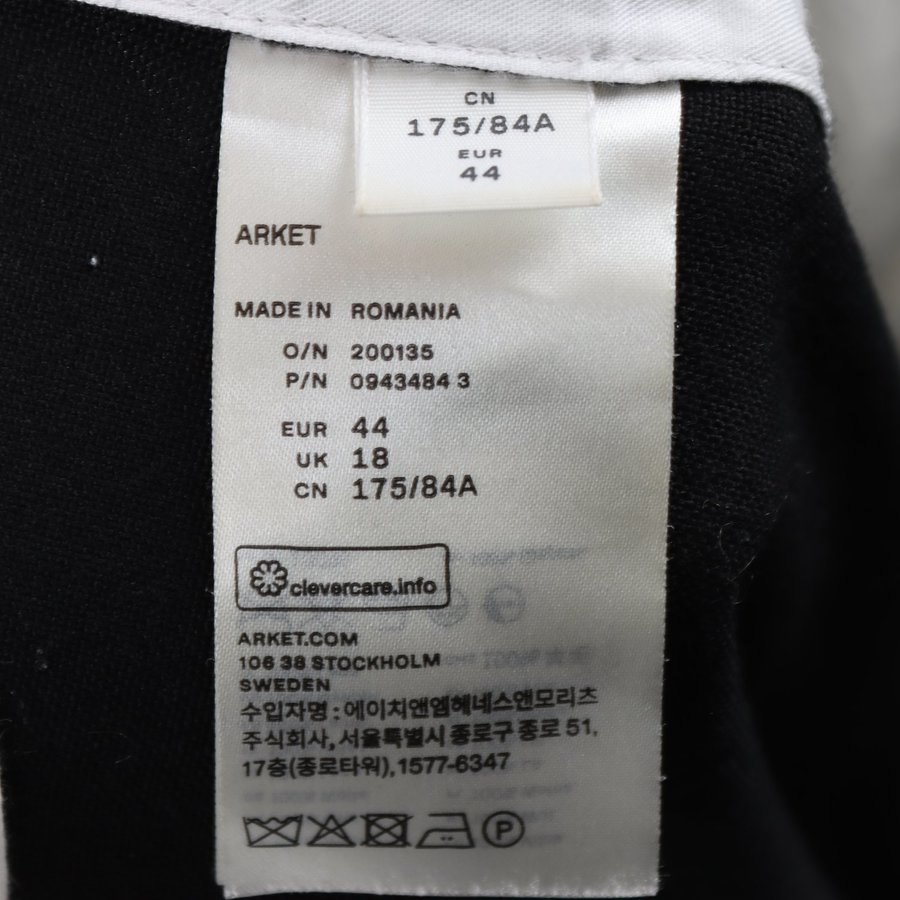 CN
175/84A
EUR
44
ARKET
MADE IN ROMANIA
O/N 200135
P/N 0943484 3
EUR 44
UK 18
CN 175/84A
clevercare.info
ARKET.COM
106 38 STOCKHOLM
SWEDEN
수입자명 : 에이치앤엠헤네스앤모리츠
주식회사, 서울특별시 종로구 종로 51,
17층(종로타워), 1577-6347
P